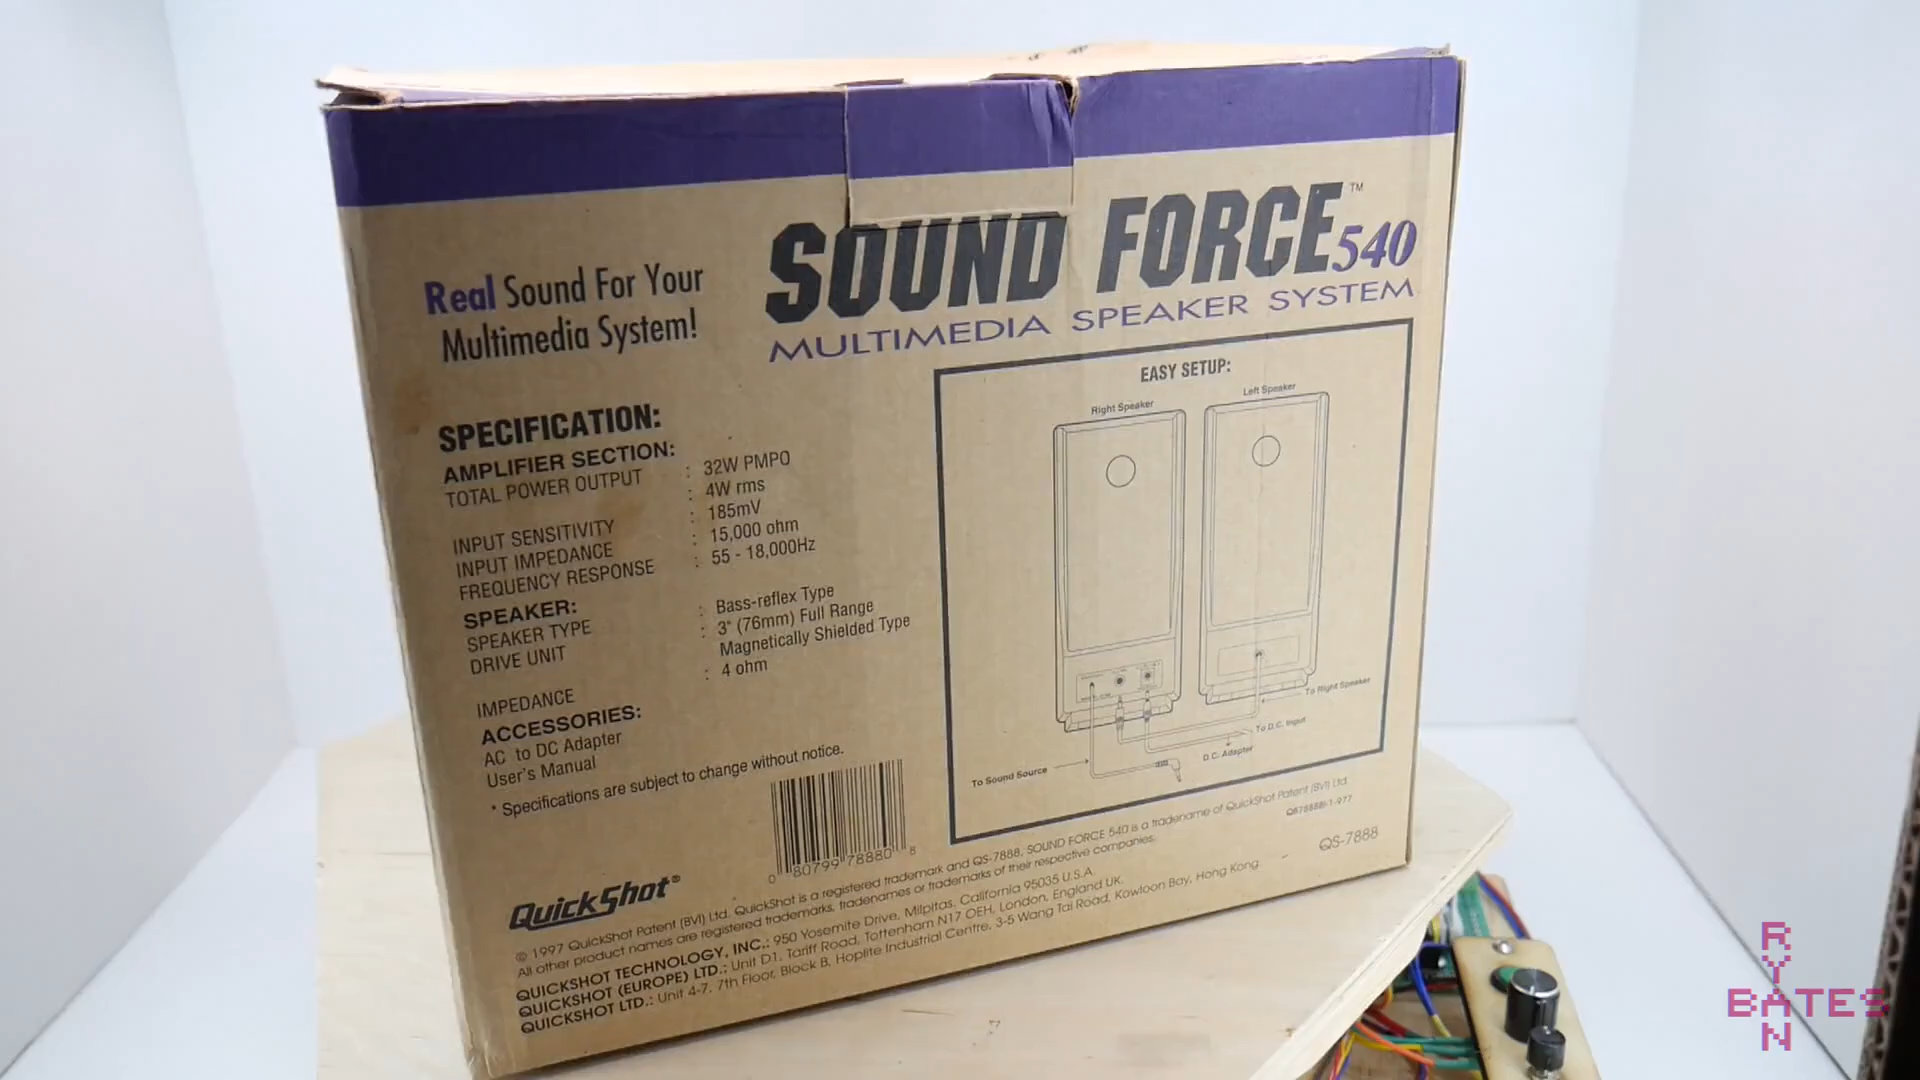 SOUND FORCE™ 540
MULTIMEDIA SPEAKER SYSTEM
Real Sound For Your
Multimedia System!
SPECIFICATION:
AMPLIFIER SECTION:
TOTAL POWER OUTPUT : 32W PMPO
: 4W rms
INPUT SENSITIVITY : 185mV
INPUT IMPEDANCE : 15,000 ohm
FREQUENCY RESPONSE : 55 - 18,000Hz
SPEAKER:
SPEAKER TYPE : Bass-reflex Type
DRIVE UNIT : 3" (76mm) Full Range
Magnetically Shielded Type
IMPEDANCE : 4 ohm
ACCESSORIES:
AC to DC Adapter
User's Manual
* Specifications are subject to change without notice.
EASY SETUP:
Right Speaker
Left Speaker
To Right Speaker
To D.C. Input
D.C. Adapter
To Sound Source
0 80799 78880 8
QuickShot®
© 1997 QuickShot Patent (BVI) Ltd. QuickShot is a registered trademark and QS-7888, SOUND FORCE 540 is a tradename of QuickShot Patent (BVI) Ltd.
All other product names are registered trademarks, tradenames or trademarks of their respective companies.
QUICKSHOT TECHNOLOGY, INC.: 950 Yosemite Drive, Milpitas, California 95035 U.S.A.
QUICKSHOT (EUROPE) LTD.: Unit D1, Tariff Road, Tottenham N17 OEH, London, England UK.
QUICKSHOT LTD.: Unit 4-7, 7th Floor, Block B, Hoplite Industrial Centre, 3-5 Wang Tai Road, Kowloon Bay, Hong Kong.
QS-7888
RYAN
BATES